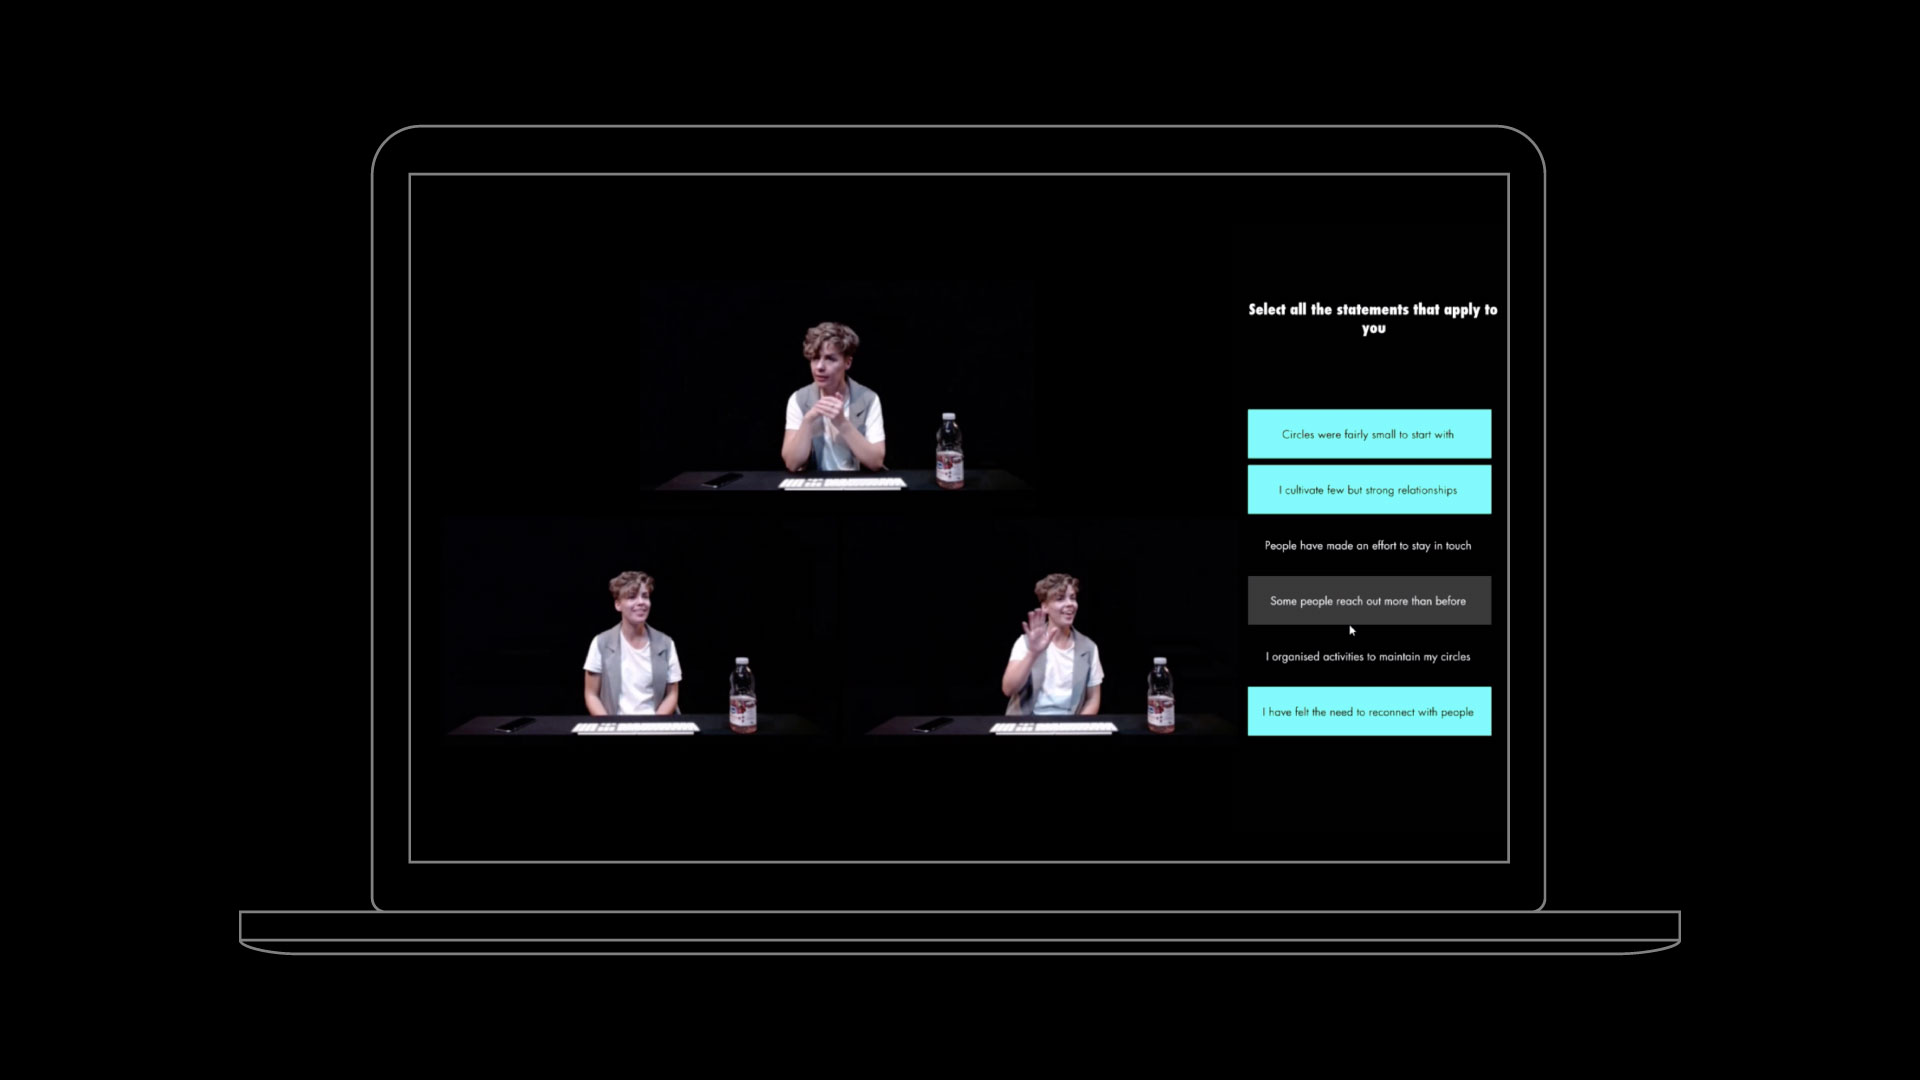 Select all the statements that apply to
you
Circles were fairly small to start with
I cultivate few but strong relationships
People have made an effort to stay in touch
Some people reach out more than before
I organised activities to maintain my circles
I have felt the need to reconnect with people